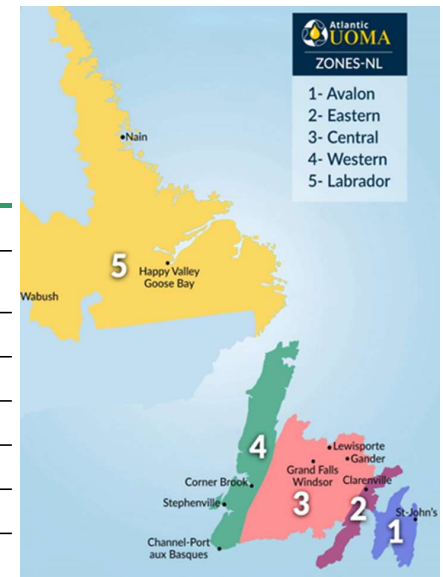 Atlantic
UOMA
ZONES-NL
1- Avalon
2- Eastern
3- Central
4- Western
5- Labrador
Nain
5
Happy Valley
Goose Bay
Wabush
4
Lewisporte
Gander
Grand Falls
Windsor
Corner Brook
Clarenville
Stephenville
3
2
St-John's
1
Channel-Port
aux Basques